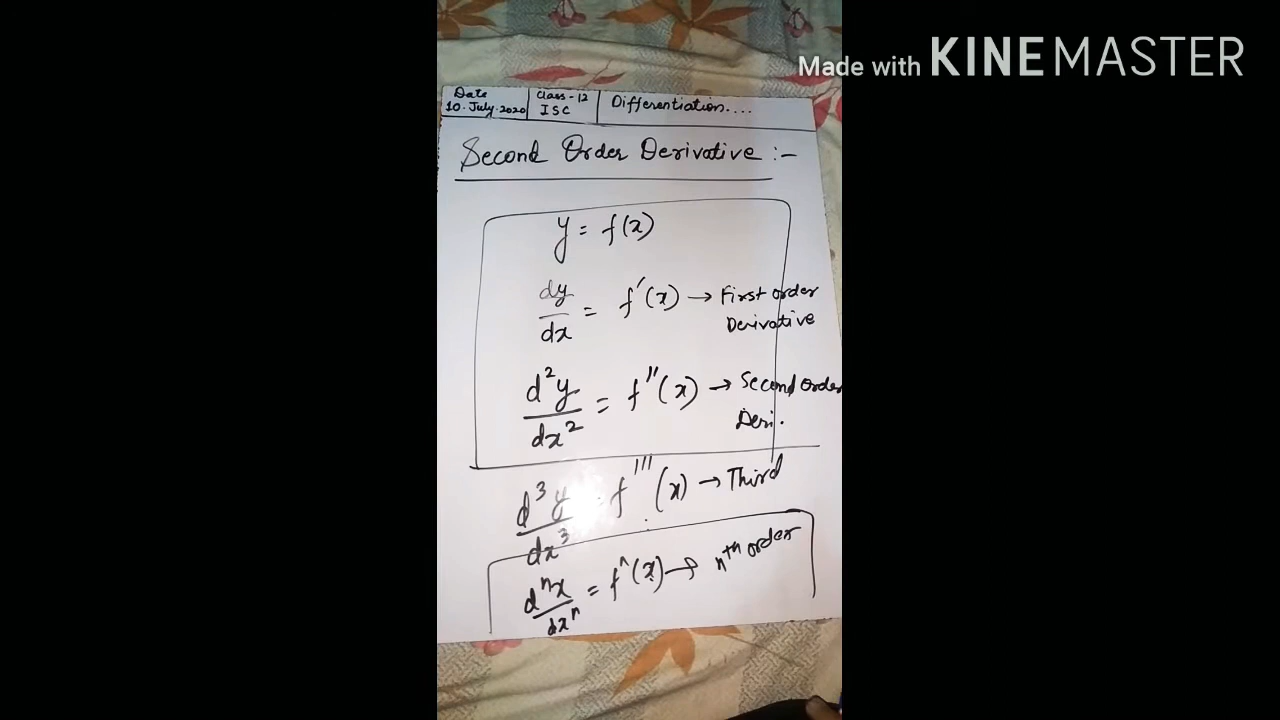 Made with KINEMASTER
Date
10.July.2020
Class-12
ISC
Differentiation....
Second Order Derivative :-
y = f(x)
dy/dx = f'(x) → First order
Derivative
d²y/dx² = f''(x) → Second order
Deri.
d³y/dx³ = f'''(x) → Third
dⁿx/dxⁿ = fⁿ(x) → nth order